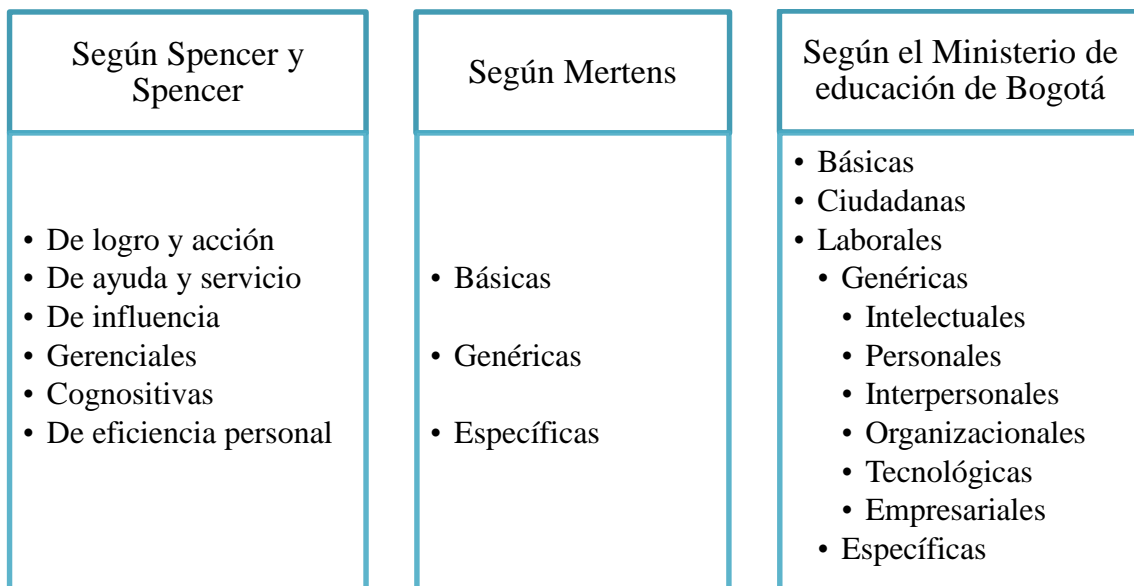 Según Spencer y
Spencer
• De logro y acción
• De ayuda y servicio
• De influencia
• Gerenciales
• Cognositivas
• De eficiencia personal
Según Mertens
• Básicas
• Genéricas
• Específicas
Según el Ministerio de
educación de Bogotá
• Básicas
• Ciudadanas
• Laborales
• Genéricas
• Intelectuales
• Personales
• Interpersonales
• Organizacionales
• Tecnológicas
• Empresariales
• Específicas